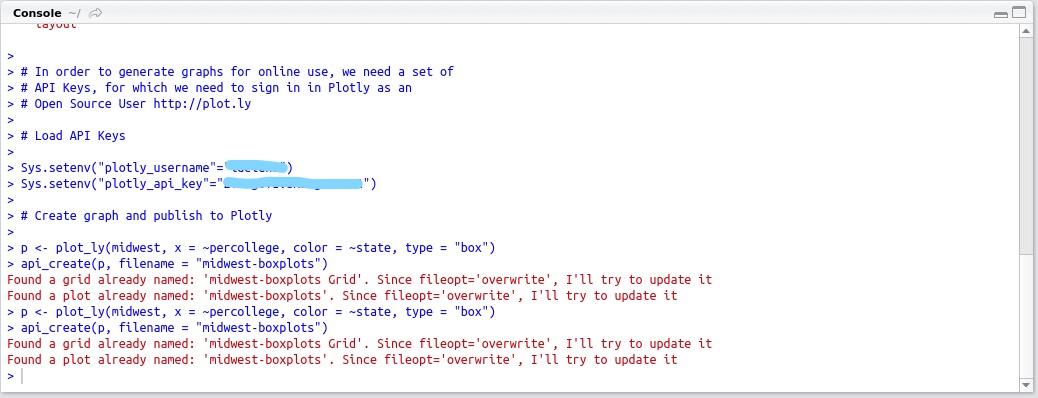 Console ~/
layout
>
> # In order to generate graphs for online use, we need a set of
> # API Keys, for which we need to sign in in Plotly as an
> # Open Source User http://plot.ly
>
> # Load API Keys
>
> Sys.setenv("plotly_username"=" ")
> Sys.setenv("plotly_api_key"=" ")
>
> # Create graph and publish to Plotly
>
> p <- plot_ly(midwest, x = ~percollege, color = ~state, type = "box")
> api_create(p, filename = "midwest-boxplots")
Found a grid already named: 'midwest-boxplots Grid'. Since fileopt='overwrite', I'll try to update it
Found a plot already named: 'midwest-boxplots'. Since fileopt='overwrite', I'll try to update it
> p <- plot_ly(midwest, x = ~percollege, color = ~state, type = "box")
> api_create(p, filename = "midwest-boxplots")
Found a grid already named: 'midwest-boxplots Grid'. Since fileopt='overwrite', I'll try to update it
Found a plot already named: 'midwest-boxplots'. Since fileopt='overwrite', I'll try to update it
>